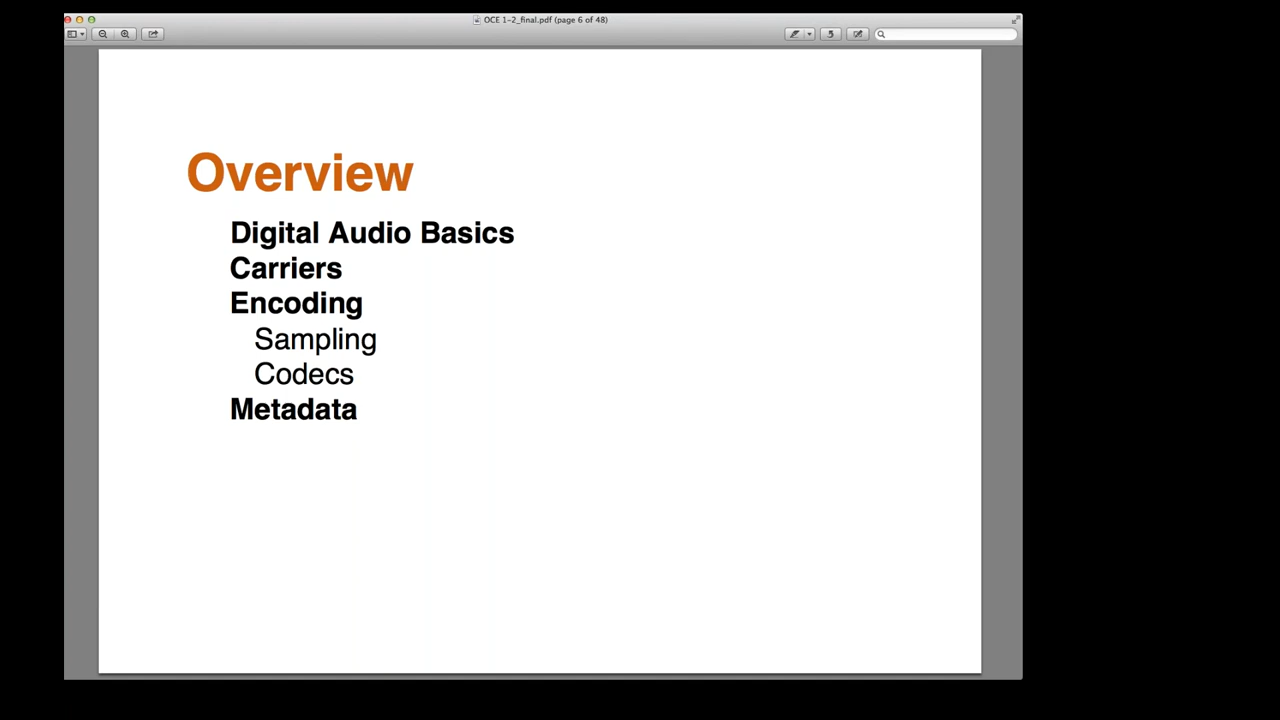 OCE 1-2_final.pdf (page 6 of 48)
Overview
Digital Audio Basics
Carriers
Encoding
Sampling
Codecs
Metadata